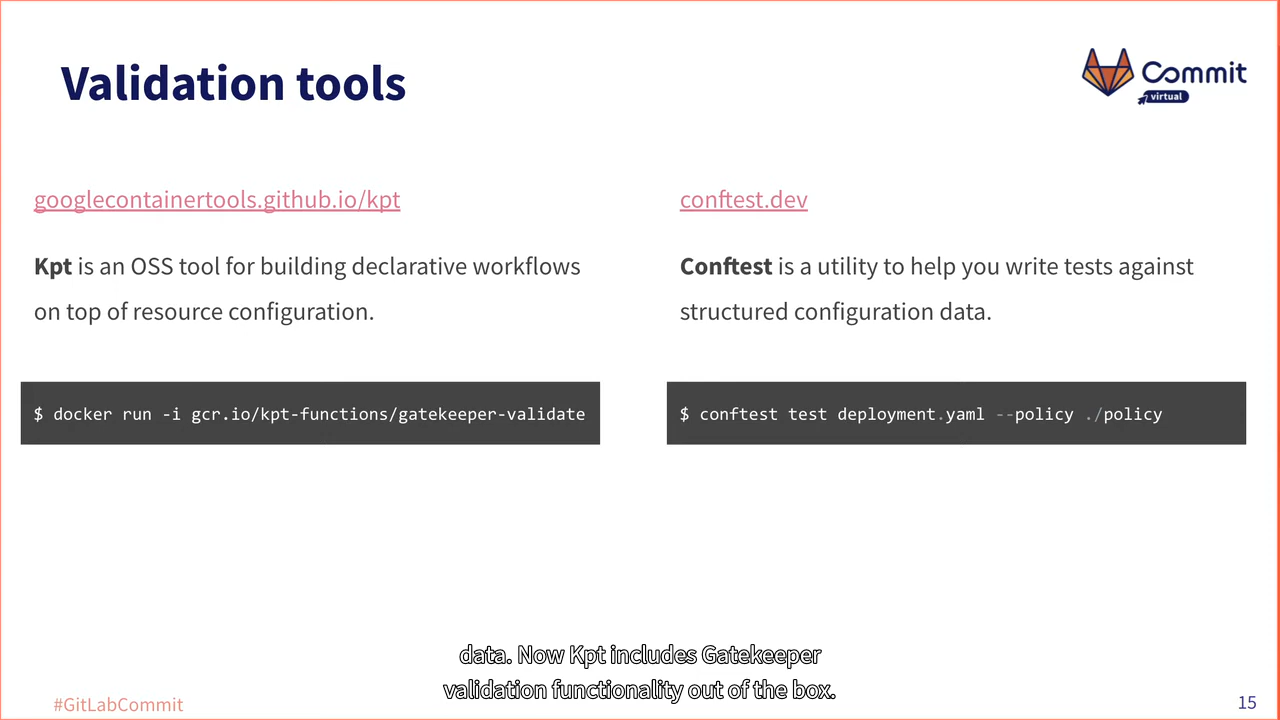 Validation tools
Commit
virtual
googlecontainertools.github.io/kpt
Kpt is an OSS tool for building declarative workflows
on top of resource configuration.
$ docker run -i gcr.io/kpt-functions/gatekeeper-validate
conftest.dev
Conftest is a utility to help you write tests against
structured configuration data.
$ conftest test deployment.yaml --policy ./policy
data. Now Kpt includes Gatekeeper
validation functionality out of the box.
#GitLabCommit
15